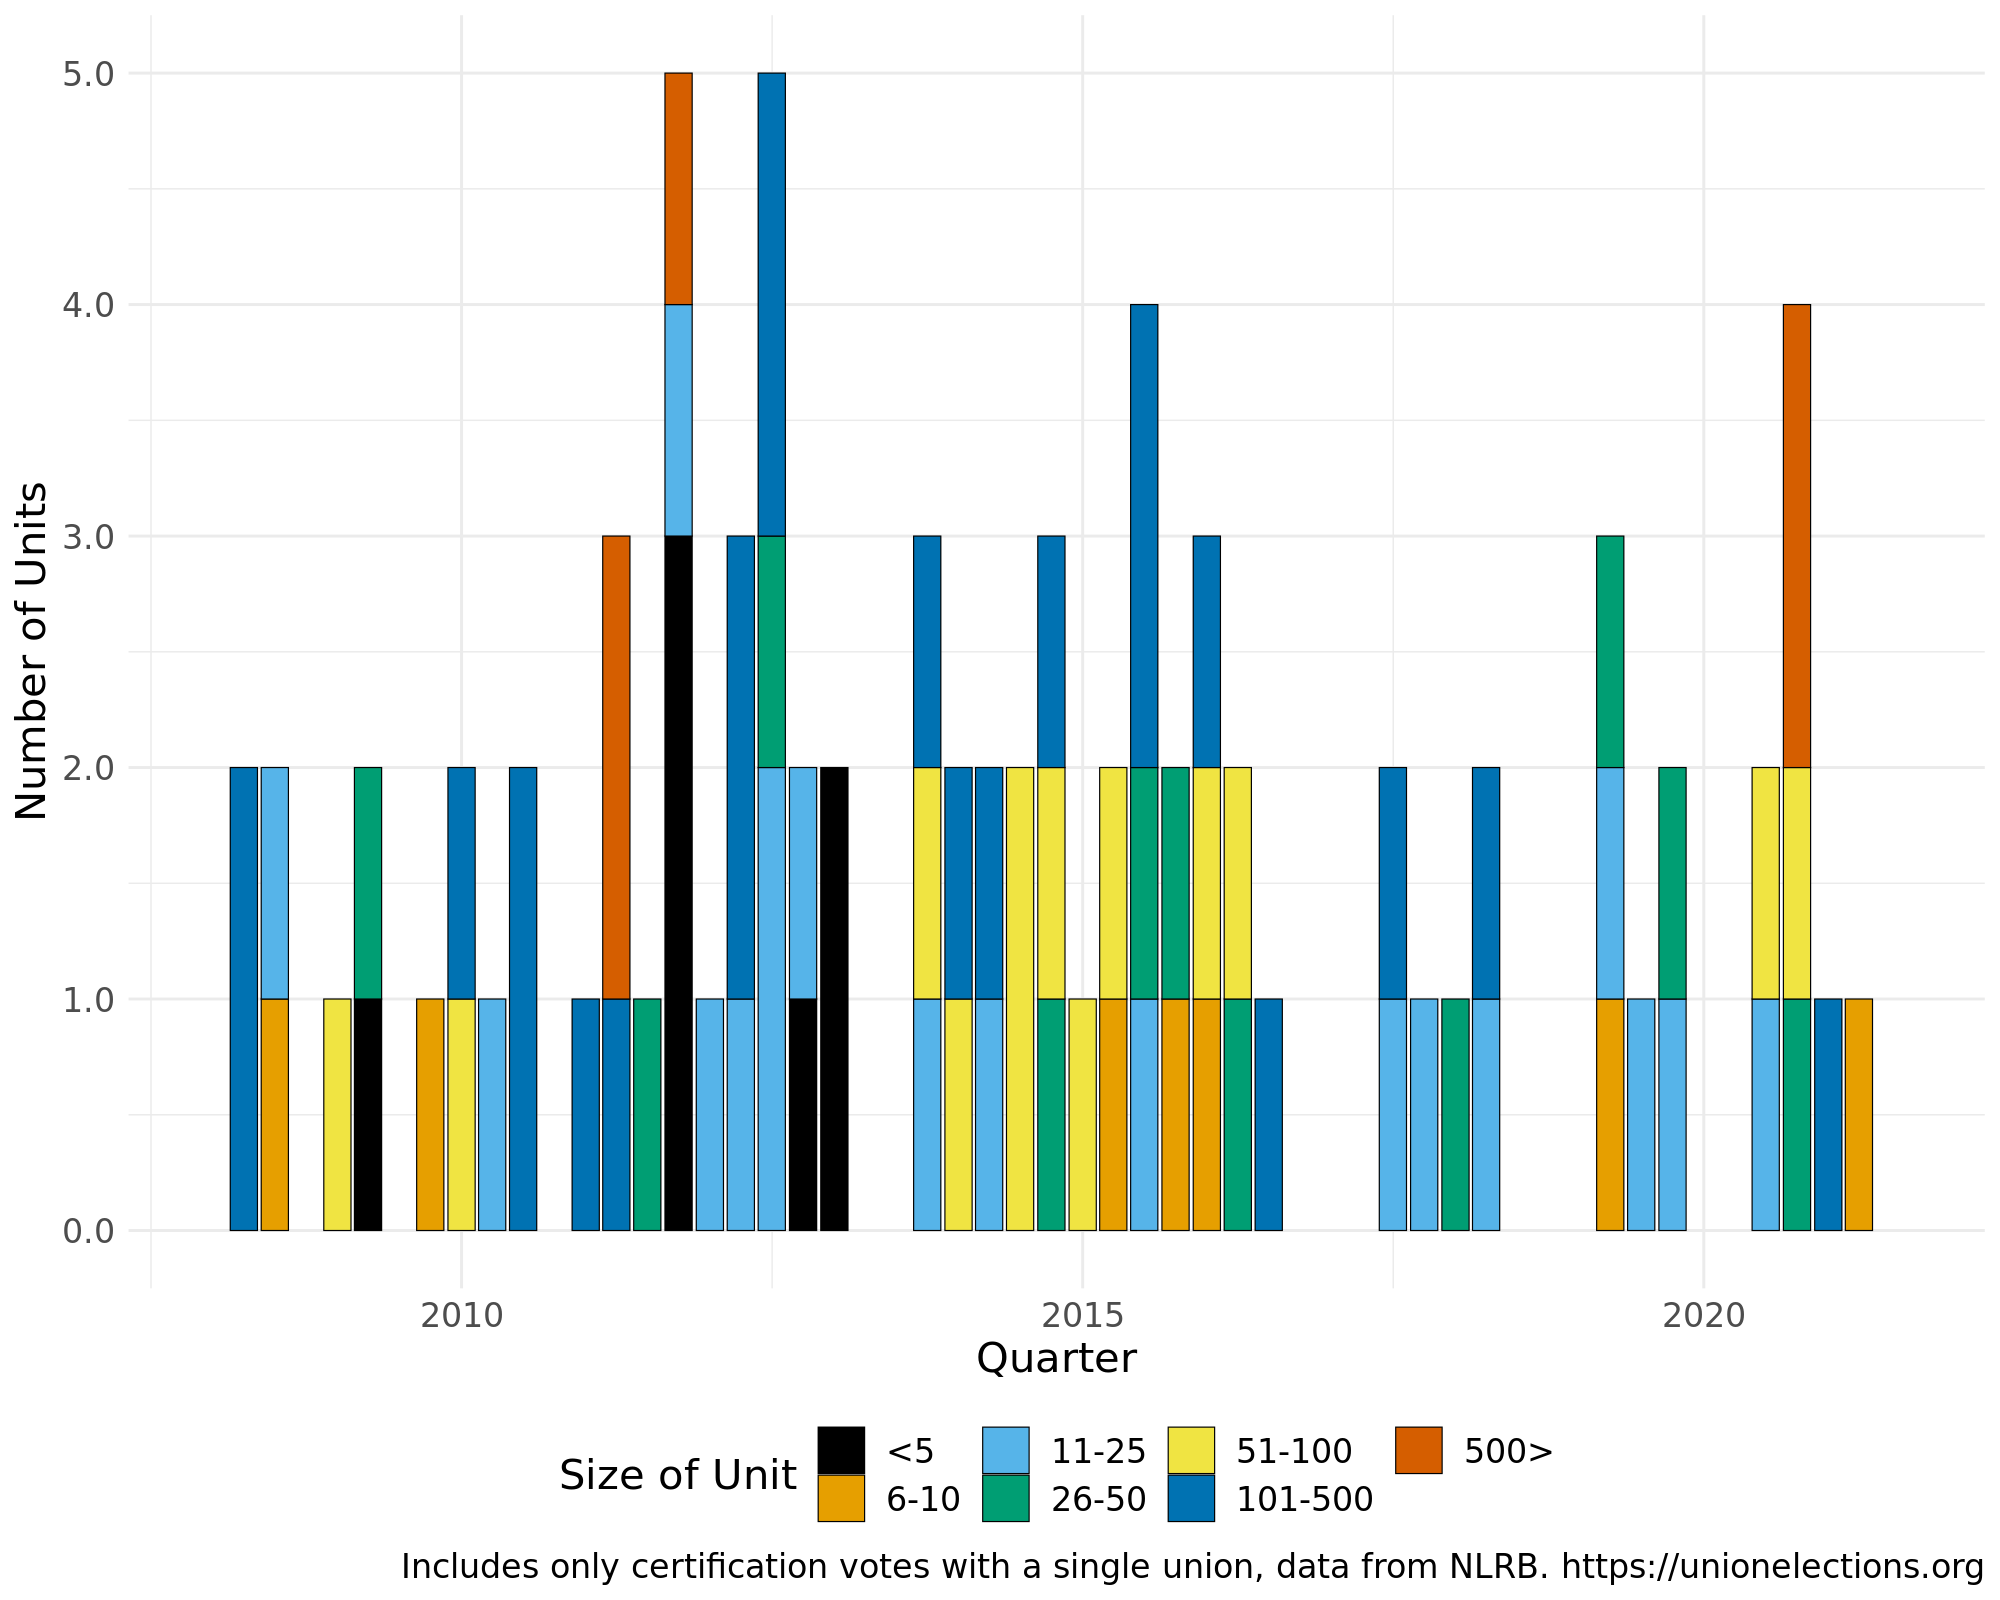 5.0
4.0
3.0
2.0
1.0
0.0
Number of Units
2010 2015 2020
Quarter
Size of Unit
<5 11-25 51-100 500>
6-10 26-50 101-500
Includes only certification votes with a single union, data from NLRB. https://unionelections.org